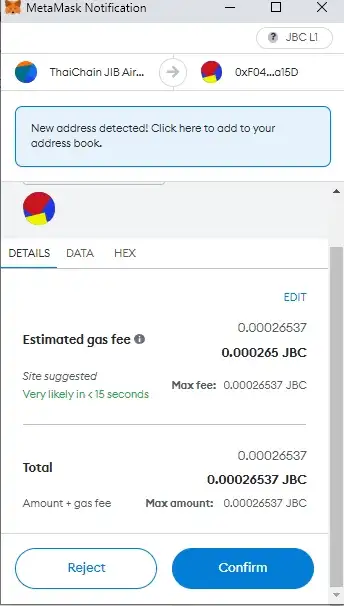 MetaMask Notification
JBC L1
ThaiChain JIB Air...
0xF04...a15D
New address detected! Click here to add to your
address book.
DETAILS DATA HEX
EDIT
0.00026537
Estimated gas fee
0.000265 JBC
Site suggested
Max fee: 0.00026537 JBC
Very likely in < 15 seconds
0.00026537
Total
0.00026537 JBC
Amount + gas fee
Max amount: 0.00026537 JBC
Reject
Confirm